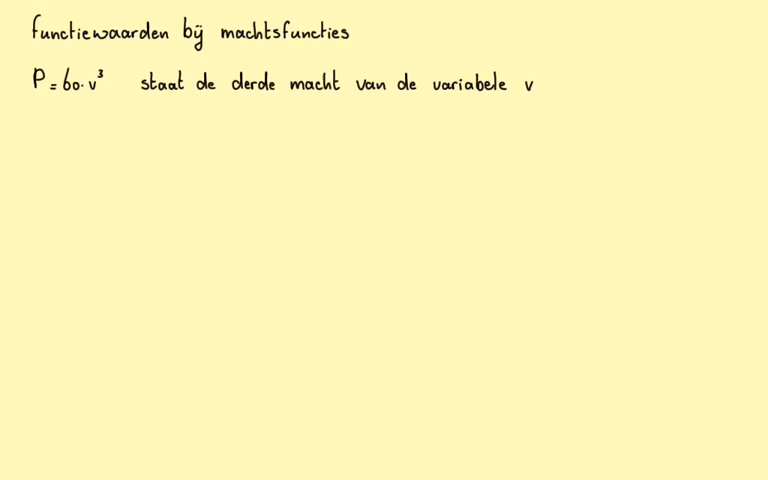 functiewaarden bij machtsfuncties
P = 60·v³ staat de derde macht van de variabele v